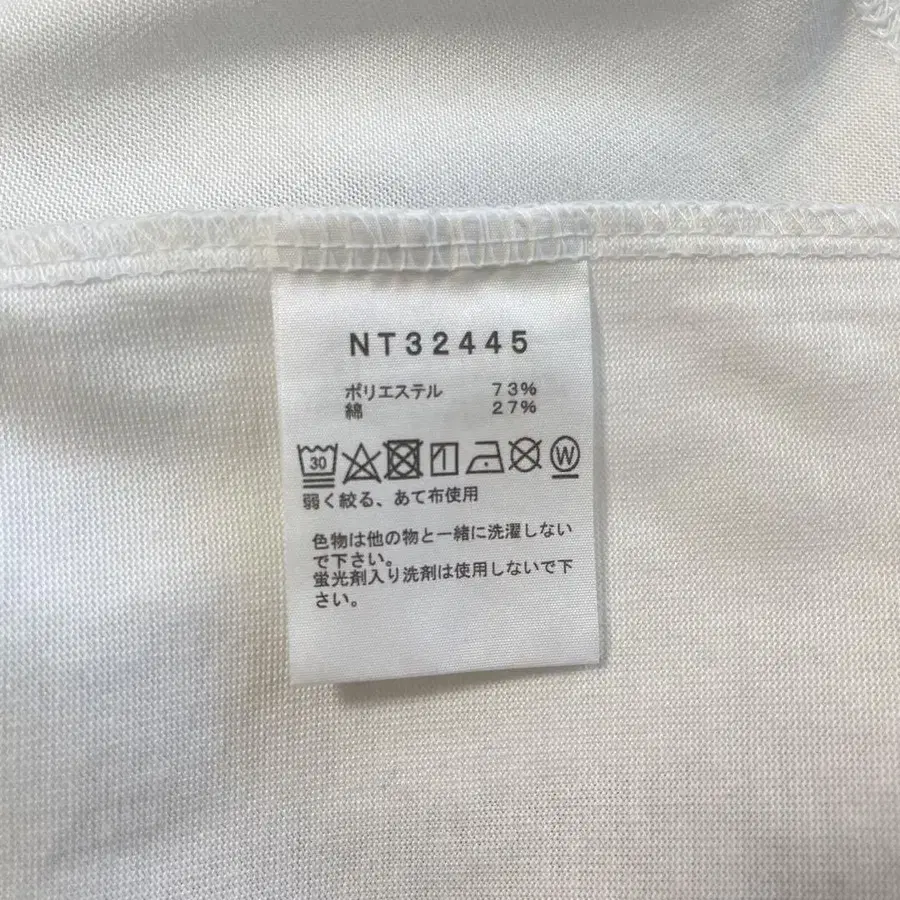 NT32445
ポリエステル 73%
綿 27%
30 W
弱く絞る、あて布使用
色物は他の物と一緒に洗濯しない
で下さい。
蛍光剤入り洗剤は使用しないで下
さい。